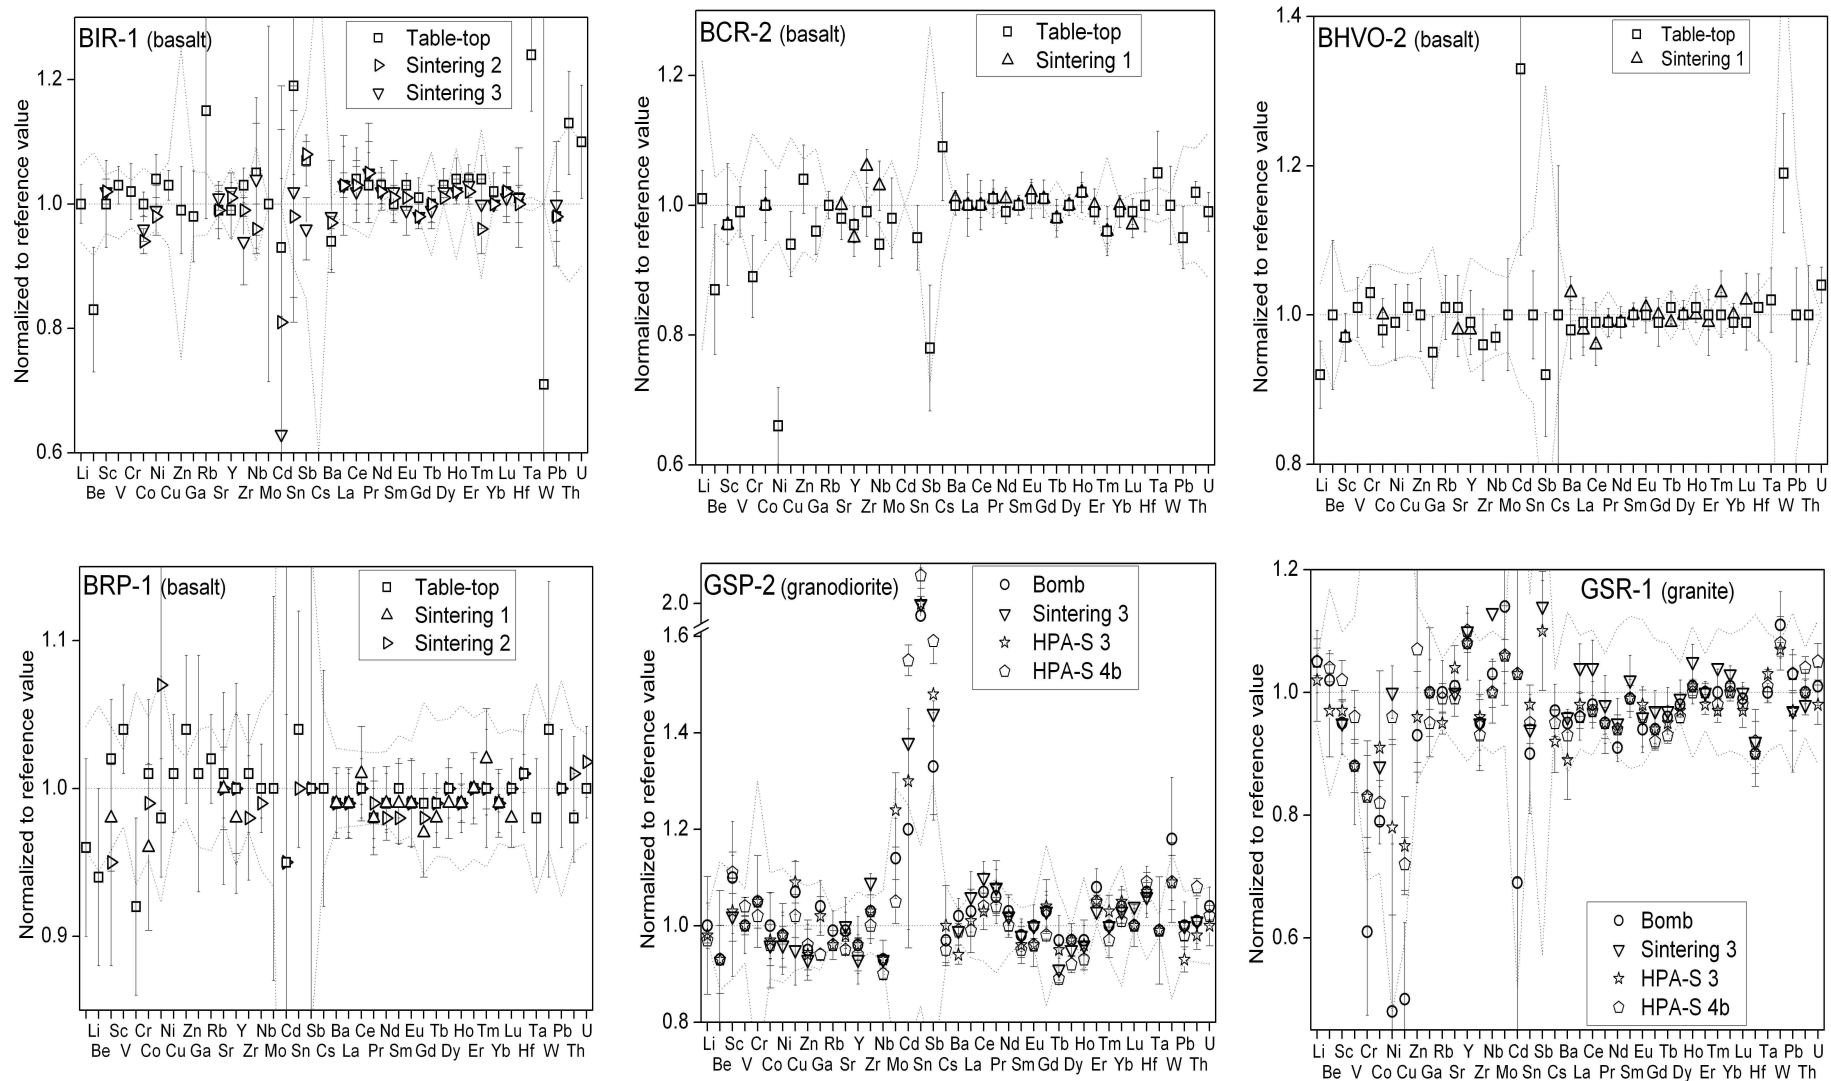 BIR-1 (basalt)
Table-top
Sintering 2
Sintering 3
Normalized to reference value
1.2
1.0
0.8
0.6
Li Sc Cr Ni Zn Rb Y Nb Cd Sb Ba Ce Nd Eu Tb Ho Tm Lu Ta Pb U
Be V Co Cu Ga Sr Zr Mo Sn Cs La Pr Sm Gd Dy Er Yb Hf W Th
BCR-2 (basalt)
Table-top
Sintering 1
Normalized to reference value
1.2
1.0
0.8
0.6
Li Sc Cr Ni Zn Rb Y Nb Cd Sb Ba Ce Nd Eu Tb Ho Tm Lu Ta Pb U
Be V Co Cu Ga Sr Zr Mo Sn Cs La Pr Sm Gd Dy Er Yb Hf W Th
BHVO-2 (basalt)
Table-top
Sintering 1
Normalized to reference value
1.4
1.2
1.0
0.8
Li Sc Cr Ni Zn Rb Y Nb Cd Sb Ba Ce Nd Eu Tb Ho Tm Lu Ta Pb U
Be V Co Cu Ga Sr Zr Mo Sn Cs La Pr Sm Gd Dy Er Yb Hf W Th
BRP-1 (basalt)
Table-top
Sintering 1
Sintering 2
Normalized to reference value
1.1
1.0
0.9
Li Sc Cr Ni Zn Rb Y Nb Cd Sb Ba Ce Nd Eu Tb Ho Tm Lu Ta Pb U
Be V Co Cu Ga Sr Zr Mo Sn Cs La Pr Sm Gd Dy Er Yb Hf W Th
GSP-2 (granodiorite)
Bomb
Sintering 3
HPA-S 3
HPA-S 4b
Normalized to reference value
2.0
1.6
1.4
1.2
1.0
0.8
Li Sc Cr Ni Zn Rb Y Nb Cd Sb Ba Ce Nd Eu Tb Ho Tm Lu Ta Pb U
Be V Co Cu Ga Sr Zr Mo Sn Cs La Pr Sm Gd Dy Er Yb Hf W Th
GSR-1 (granite)
Normalized to reference value
1.2
1.0
0.8
0.6
Bomb
Sintering 3
HPA-S 3
HPA-S 4b
Li Sc Cr Ni Zn Rb Y Nb Cd Sb Ba Ce Nd Eu Tb Ho Tm Lu Ta Pb U
Be V Co Cu Ga Sr Zr Mo Sn Cs La Pr Sm Gd Dy Er Yb Hf W Th